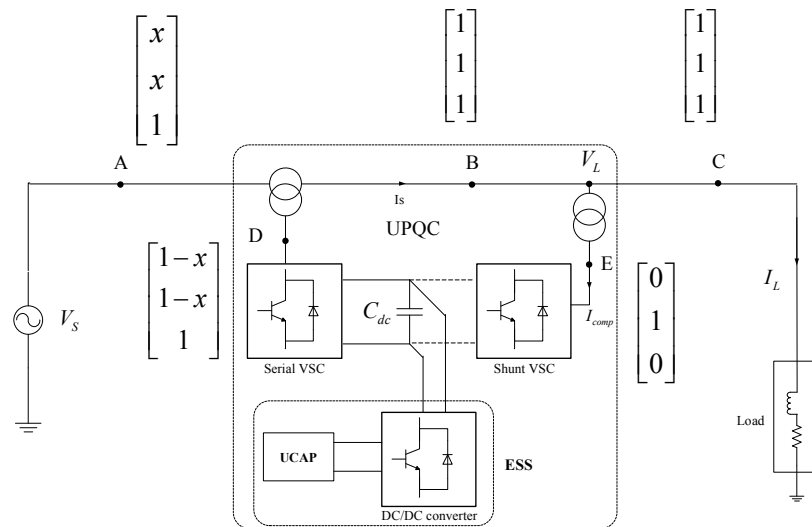 [x x 1]
[1 1 1]
[1 1 1]
A
B
V_L
C
Is
D
UPQC
E
[1−x 1−x 1]
[0 1 0]
V_S
C_dc
I_comp
I_L
Serial VSC
Shunt VSC
Load
UCAP
ESS
DC/DC converter